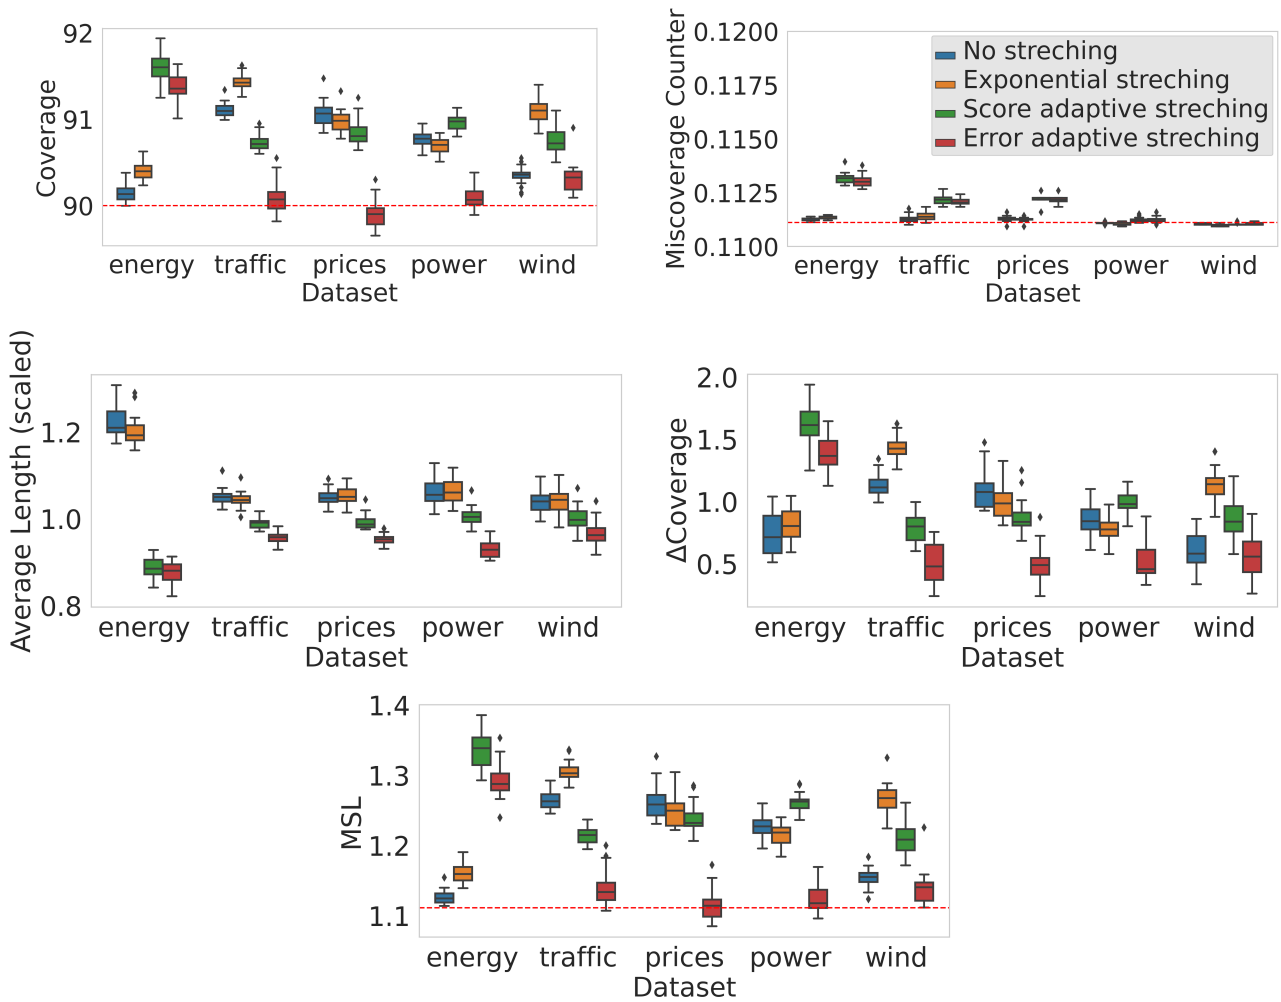 Coverage
92
91
90
energy traffic prices power wind
Dataset
Miscoverage Counter
0.1200
0.1175
0.1150
0.1125
0.1100
No streching
Exponential streching
Score adaptive streching
Error adaptive streching
energy traffic prices power wind
Dataset
Average Length (scaled)
1.2
1.0
0.8
energy traffic prices power wind
Dataset
ΔCoverage
2.0
1.5
1.0
0.5
energy traffic prices power wind
Dataset
MSL
1.4
1.3
1.2
1.1
energy traffic prices power wind
Dataset